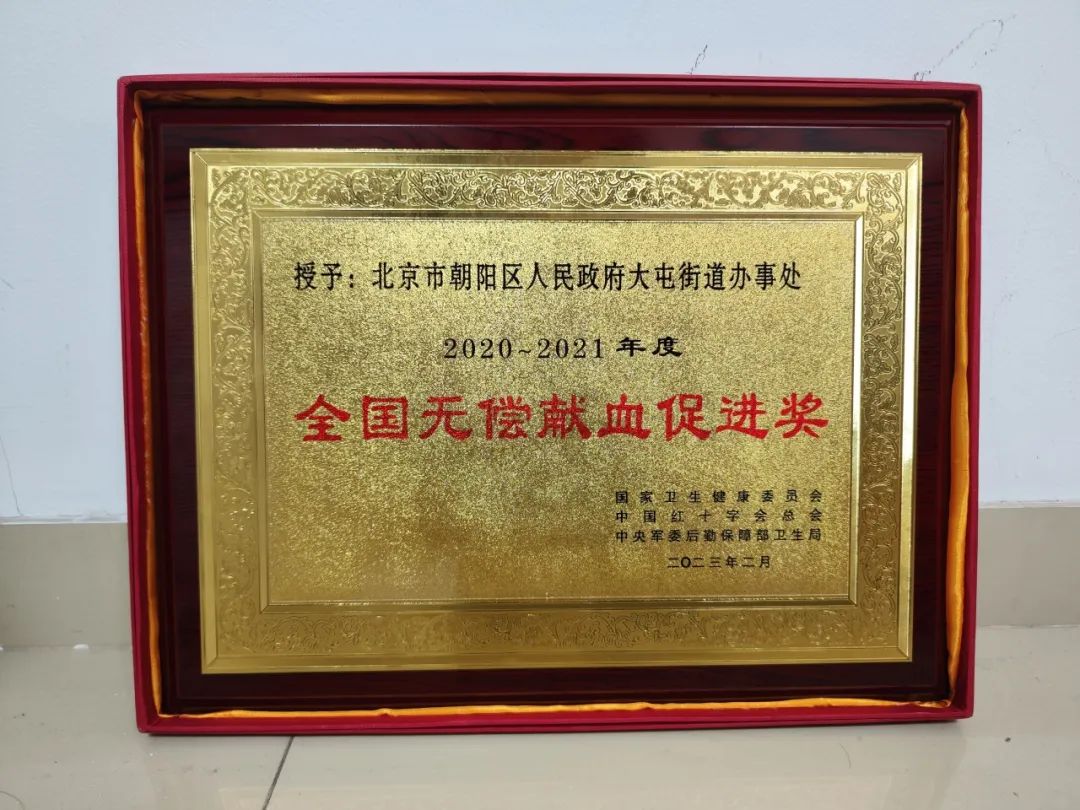 授予：北京市朝阳区人民政府大屯街道办事处
2020~2021年度
全国无偿献血促进奖
国家卫生健康委员会
中国红十字会总会
中央军委后勤保障部卫生局
二〇二三年二月